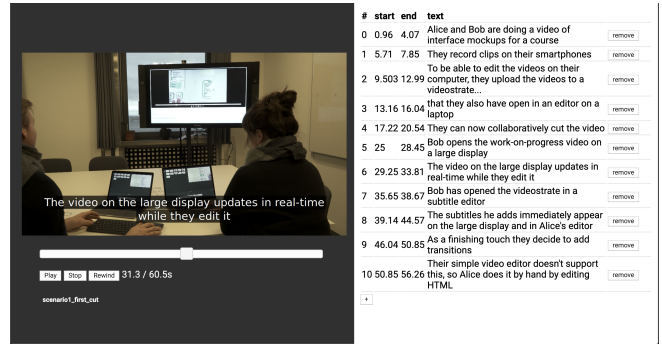 The video on the large display updates in real-time
while they edit it
Play Stop Rewind 31.3 / 60.5s
scenario1_first_cut
# start end text
0 0.96 4.07 Alice and Bob are doing a video of
interface mockups for a course remove
1 5.71 7.85 They record clips on their smartphones remove
2 9.503 12.99 To be able to edit the videos on their
computer, they upload the videos to a
videostrate... remove
3 13.16 16.04 that they also have open in an editor on a
laptop remove
4 17.22 20.54 They can now collaboratively cut the video remove
5 25 28.45 Bob opens the work-on-progress video on
a large display remove
6 29.25 33.81 The video on the large display updates in
real-time while they edit it remove
7 35.65 38.67 Bob has opened the videostrate in a
subtitle editor remove
8 39.14 44.57 The subtitles he adds immediately appear
on the large display and in Alice's editor remove
9 46.04 50.85 As a finishing touch they decide to add
transitions remove
10 50.85 56.26 Their simple video editor doesn't support
this, so Alice does it by hand by editing
HTML remove
+